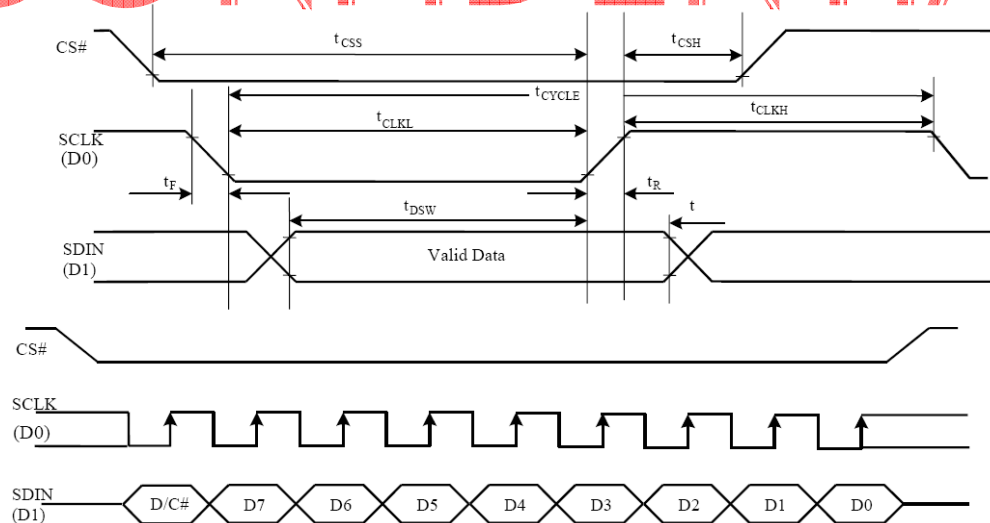 CS#
tCSS
tCSH
tCYCLE
tCLKL
tCLKH
SCLK
(D0)
tF
tR
tDSW
t
SDIN
(D1)
Valid Data
CS#
SCLK
(D0)
SDIN
(D1)
D/C# D7 D6 D5 D4 D3 D2 D1 D0